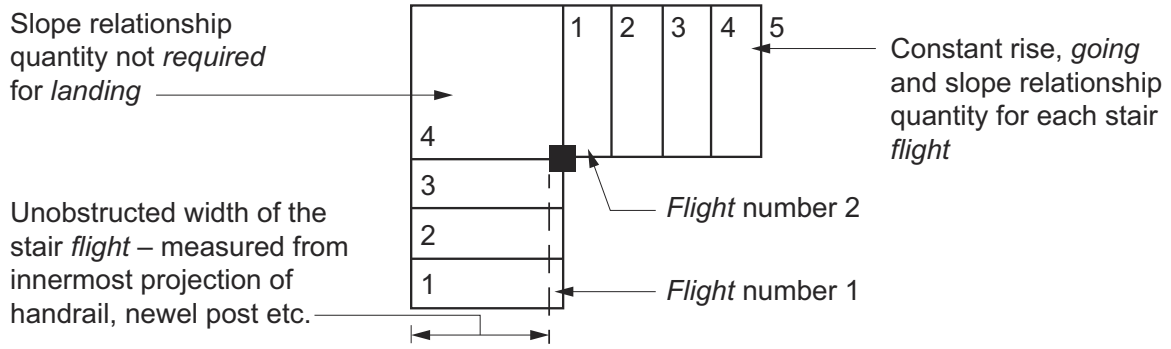 Slope relationship
quantity not required
for landing
1 2 3 4 5
Constant rise, going
and slope relationship
quantity for each stair
flight
4
3
2
1
Unobstructed width of the
stair flight – measured from
innermost projection of
handrail, newel post etc.
Flight number 2
Flight number 1